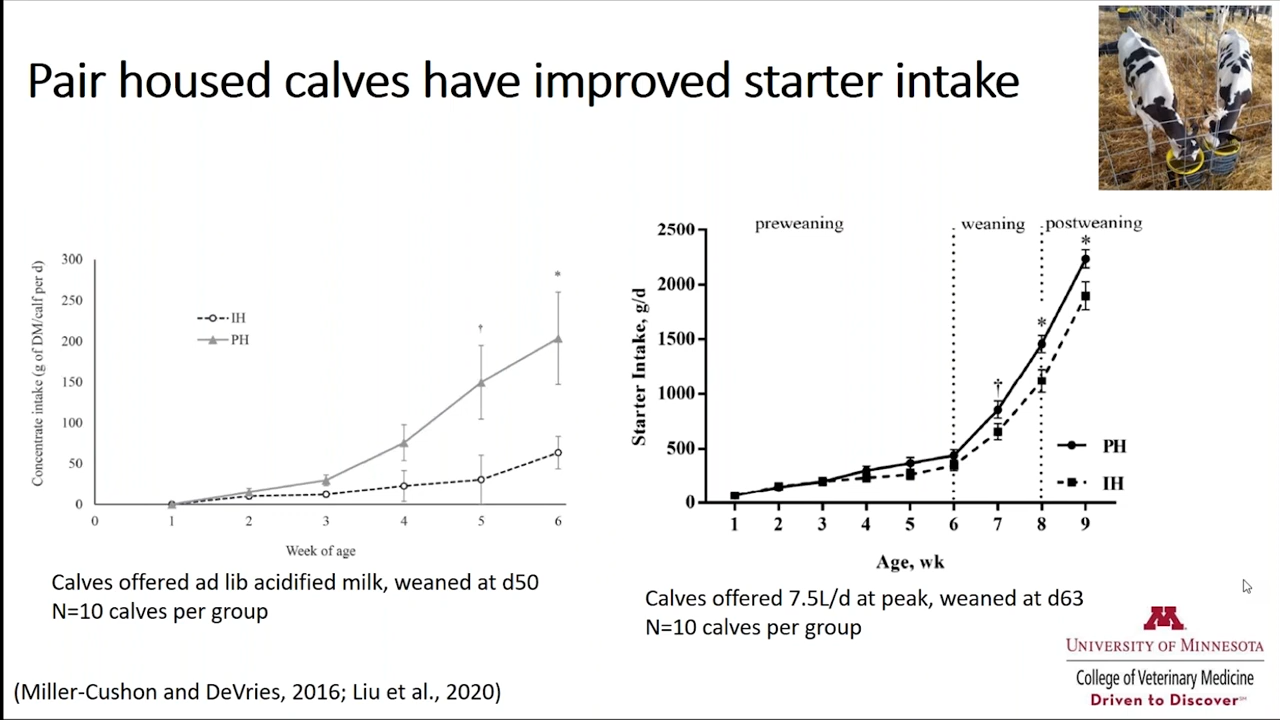 Pair housed calves have improved starter intake
300
250
200
150
100
50
0
Concentrate intake (g of DM/calf per d)
IH
PH
†
*
0 1 2 3 4 5 6
Week of age
Calves offered ad lib acidified milk, weaned at d50
N=10 calves per group
preweaning weaning postweaning
2500
2000
1500
1000
500
0
Starter Intake, g/d
†
*
*
PH
IH
1 2 3 4 5 6 7 8 9
Age, wk
Calves offered 7.5L/d at peak, weaned at d63
N=10 calves per group
(Miller-Cushon and DeVries, 2016; Liu et al., 2020)
M
UNIVERSITY OF MINNESOTA
College of Veterinary Medicine
Driven to Discover℠